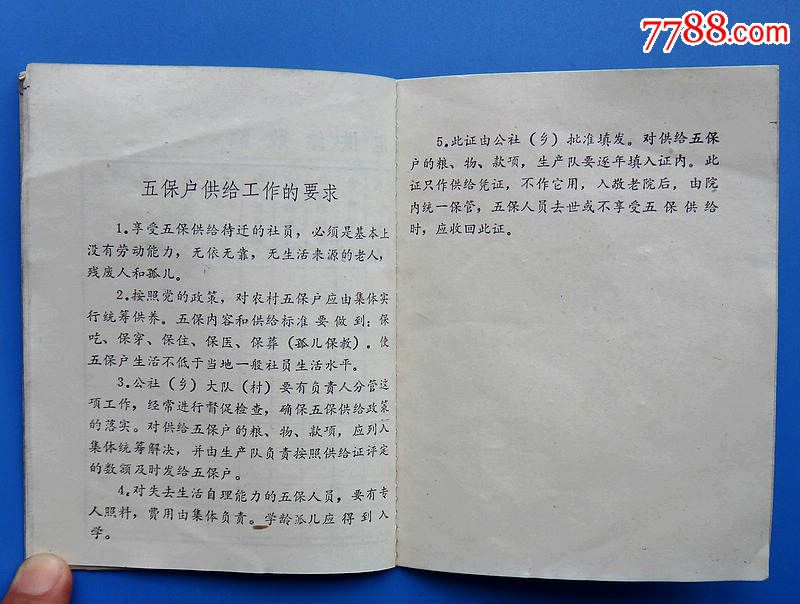 7788.com
五保户供给工作的要求
1.享受五保供给待迁的社员，必须是基本上
没有劳动能力，无依无靠，无生活来源的老人，
残废人和孤儿。
2.按照党的政策，对农村五保户应由集体实
行统筹供养。五保内容和供给标准要做到：保
吃、保穿、保住、保医、保葬（孤儿保教）。使
五保户生活不低于当地一般社员生活水平。
3.公社（乡）大队（村）要有负责人分管这
项工作，经常进行督促检查，确保五保供给政策
的落实。对供给五保户的粮、物、款项，应列入
集体统筹解决，并由生产队负责按照供给证评定
的数额及时发给五保户。
4.对失去生活自理能力的五保人员，要有专
人照料，费用由集体负责。学龄孤儿应得到入
学。
5.此证由公社（乡）批准填发。对供给五保
户的粮、物、款项，生产队要逐年填入证内。此
证只作供给凭证，不作它用，入敬老院后，由院
内统一保管，五保人员去世或不享受五保供给
时，应收回此证。